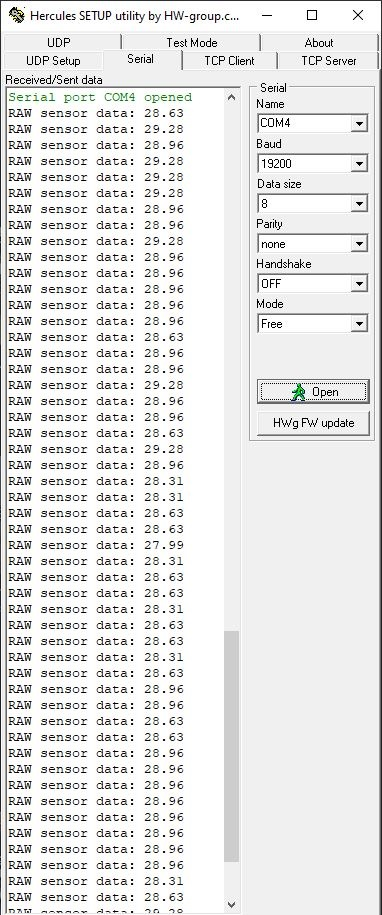 Hercules SETUP utility by HW-group.c...
UDP
Test Mode
About
UDP Setup
Serial
TCP Client
TCP Server
Received/Sent data
Serial port COM4 opened
RAW sensor data: 28.63
RAW sensor data: 29.28
RAW sensor data: 28.96
RAW sensor data: 29.28
RAW sensor data: 29.28
RAW sensor data: 29.28
RAW sensor data: 28.96
RAW sensor data: 28.96
RAW sensor data: 29.28
RAW sensor data: 28.96
RAW sensor data: 28.96
RAW sensor data: 28.96
RAW sensor data: 28.96
RAW sensor data: 28.96
RAW sensor data: 28.63
RAW sensor data: 28.96
RAW sensor data: 28.96
RAW sensor data: 29.28
RAW sensor data: 28.96
RAW sensor data: 28.96
RAW sensor data: 28.63
RAW sensor data: 29.28
RAW sensor data: 28.96
RAW sensor data: 28.31
RAW sensor data: 28.31
RAW sensor data: 28.63
RAW sensor data: 28.63
RAW sensor data: 27.99
RAW sensor data: 28.31
RAW sensor data: 28.63
RAW sensor data: 28.63
RAW sensor data: 28.31
RAW sensor data: 28.63
RAW sensor data: 28.63
RAW sensor data: 28.31
RAW sensor data: 28.63
RAW sensor data: 28.96
RAW sensor data: 28.96
RAW sensor data: 28.63
RAW sensor data: 28.63
RAW sensor data: 28.96
RAW sensor data: 28.96
RAW sensor data: 28.96
RAW sensor data: 28.96
RAW sensor data: 28.96
RAW sensor data: 28.96
RAW sensor data: 28.96
RAW sensor data: 28.96
RAW sensor data: 28.31
RAW sensor data: 28.63
RAW sensor data: 29.28
Serial
Name
COM4
Baud
19200
Data size
8
Parity
none
Handshake
OFF
Mode
Free
Open
HWg FW update